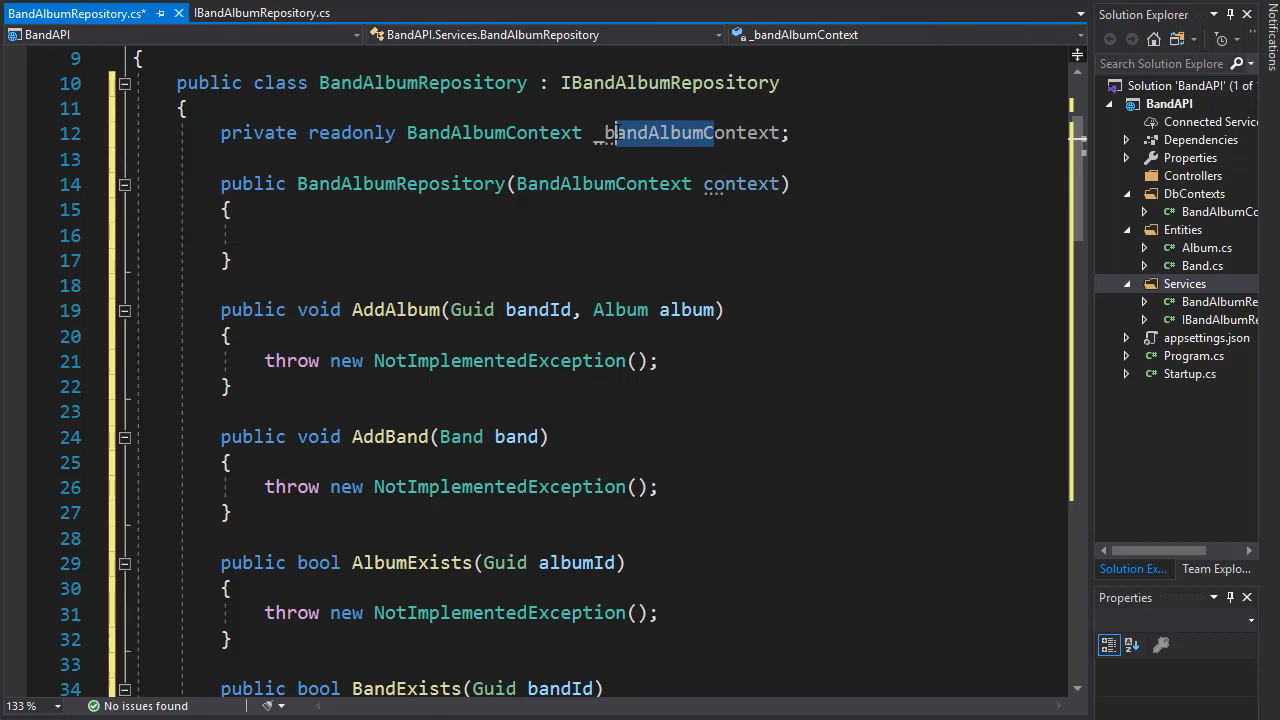 BandAlbumRepository.cs*
IBandAlbumRepository.cs
BandAPI
BandAPI.Services.BandAlbumRepository
_bandAlbumContext
9 {
10 public class BandAlbumRepository : IBandAlbumRepository
11 {
12 private readonly BandAlbumContext _bandAlbumContext;
13
14 public BandAlbumRepository(BandAlbumContext context)
15 {
16
17 }
18
19 public void AddAlbum(Guid bandId, Album album)
20 {
21 throw new NotImplementedException();
22 }
23
24 public void AddBand(Band band)
25 {
26 throw new NotImplementedException();
27 }
28
29 public bool AlbumExists(Guid albumId)
30 {
31 throw new NotImplementedException();
32 }
33
34 public bool BandExists(Guid bandId)
133 %
No issues found
Solution Explorer
Search Solution Explore
Solution 'BandAPI' (1 of
BandAPI
Connected Servic
Dependencies
Properties
Controllers
DbContexts
C# BandAlbumCo
Entities
C# Album.cs
C# Band.cs
Services
C# BandAlbumRe
C# IBandAlbumRe
appsettings.json
C# Program.cs
C# Startup.cs
Solution Ex...
Team Explo...
Properties
Notifications